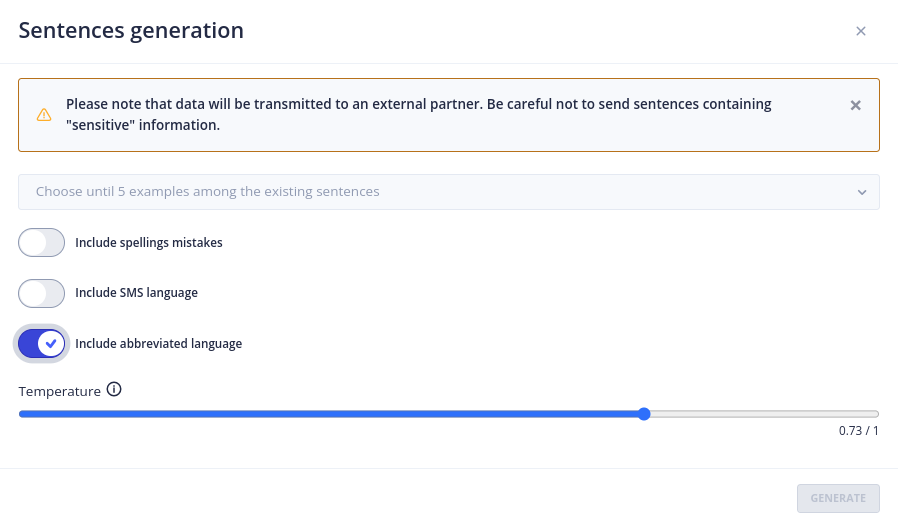 Sentences generation
Please note that data will be transmitted to an external partner. Be careful not to send sentences containing
"sensitive" information.
Choose until 5 examples among the existing sentences
Include spellings mistakes
Include SMS language
Include abbreviated language
Temperature
0.73 / 1
GENERATE